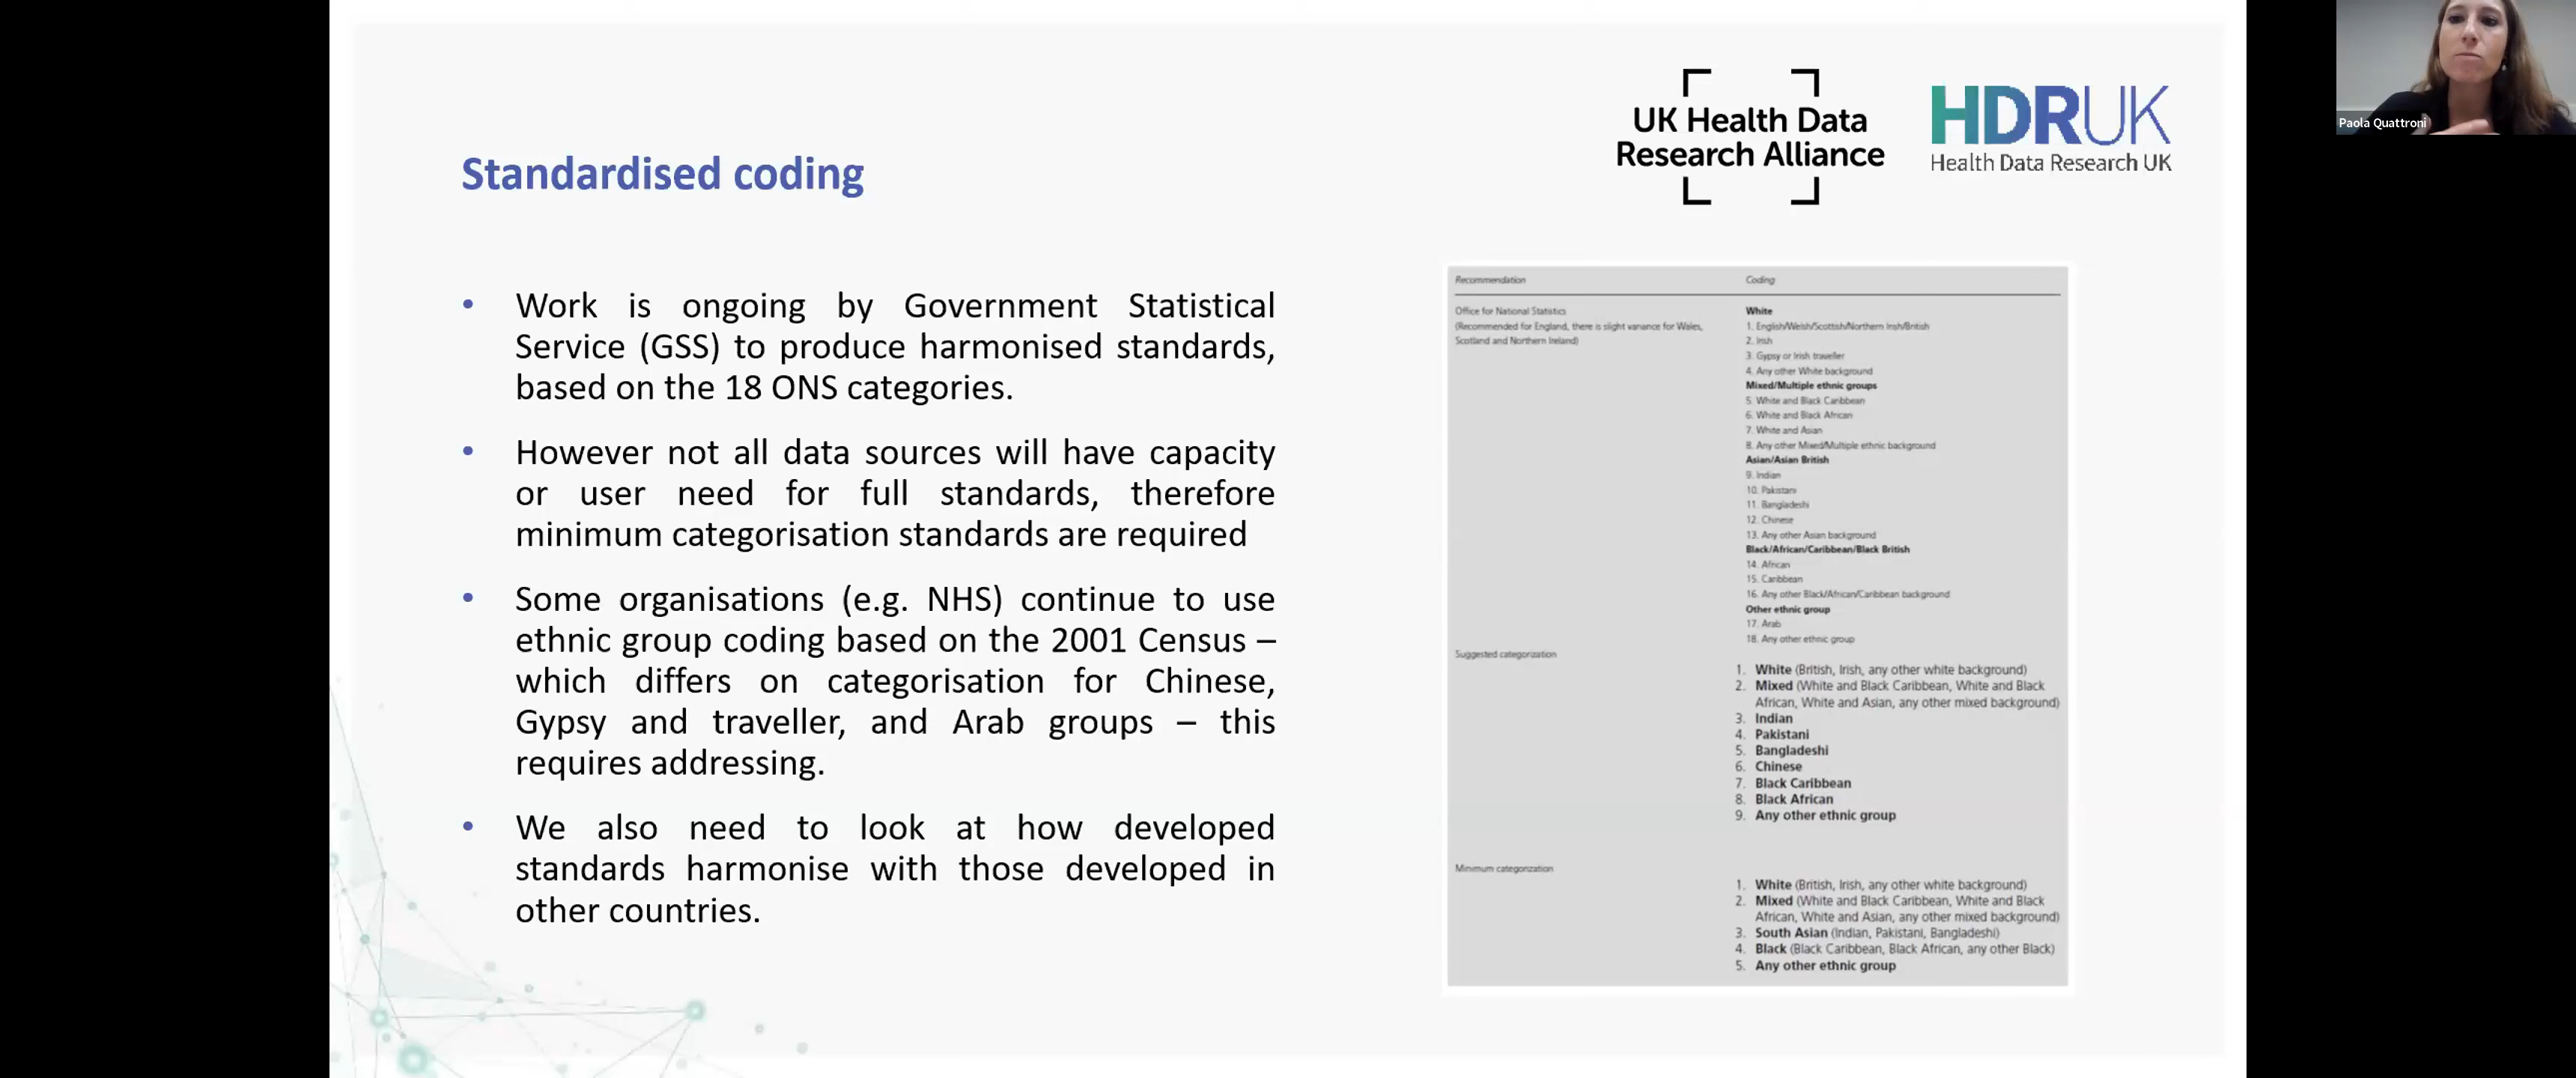 UK Health Data
Research Alliance
HDRUK
Health Data Research UK
Paola Quattroni
Standardised coding
• Work is ongoing by Government Statistical
Service (GSS) to produce harmonised standards,
based on the 18 ONS categories.
• However not all data sources will have capacity
or user need for full standards, therefore
minimum categorisation standards are required
• Some organisations (e.g. NHS) continue to use
ethnic group coding based on the 2001 Census –
which differs on categorisation for Chinese,
Gypsy and traveller, and Arab groups – this
requires addressing.
• We also need to look at how developed
standards harmonise with those developed in
other countries.
Recommendation Coding
Office for National Statistics
(Recommended for England, there is slight variance for Wales,
Scotland and Northern Ireland)
White
1. English/Welsh/Scottish/Northern Irish/British
2. Irish
3. Gypsy or Irish traveller
4. Any other White background
Mixed/Multiple ethnic groups
5. White and Black Caribbean
6. White and Black African
7. White and Asian
8. Any other Mixed/Multiple ethnic background
Asian/Asian British
9. Indian
10. Pakistani
11. Bangladeshi
12. Chinese
13. Any other Asian background
Black/African/Caribbean/Black British
14. African
15. Caribbean
16. Any other Black/African/Caribbean background
Other ethnic group
17. Arab
18. Any other ethnic group
Suggested categorization
1. White (British, Irish, any other white background)
2. Mixed (White and Black Caribbean, White and Black
African, White and Asian, any other mixed background)
3. Indian
4. Pakistani
5. Bangladeshi
6. Chinese
7. Black Caribbean
8. Black African
9. Any other ethnic group
Minimum categorization
1. White (British, Irish, any other white background)
2. Mixed (White and Black Caribbean, White and Black
African, White and Asian, any other mixed background)
3. South Asian (Indian, Pakistani, Bangladeshi)
4. Black (Black Caribbean, Black African, any other Black)
5. Any other ethnic group